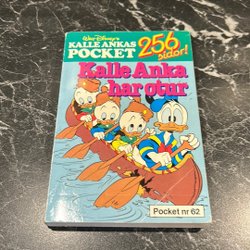 Walt Disney's
KALLE ANKAS
POCKET
256
sidor!
Kalle Anka
har otur
Pocket nr 62